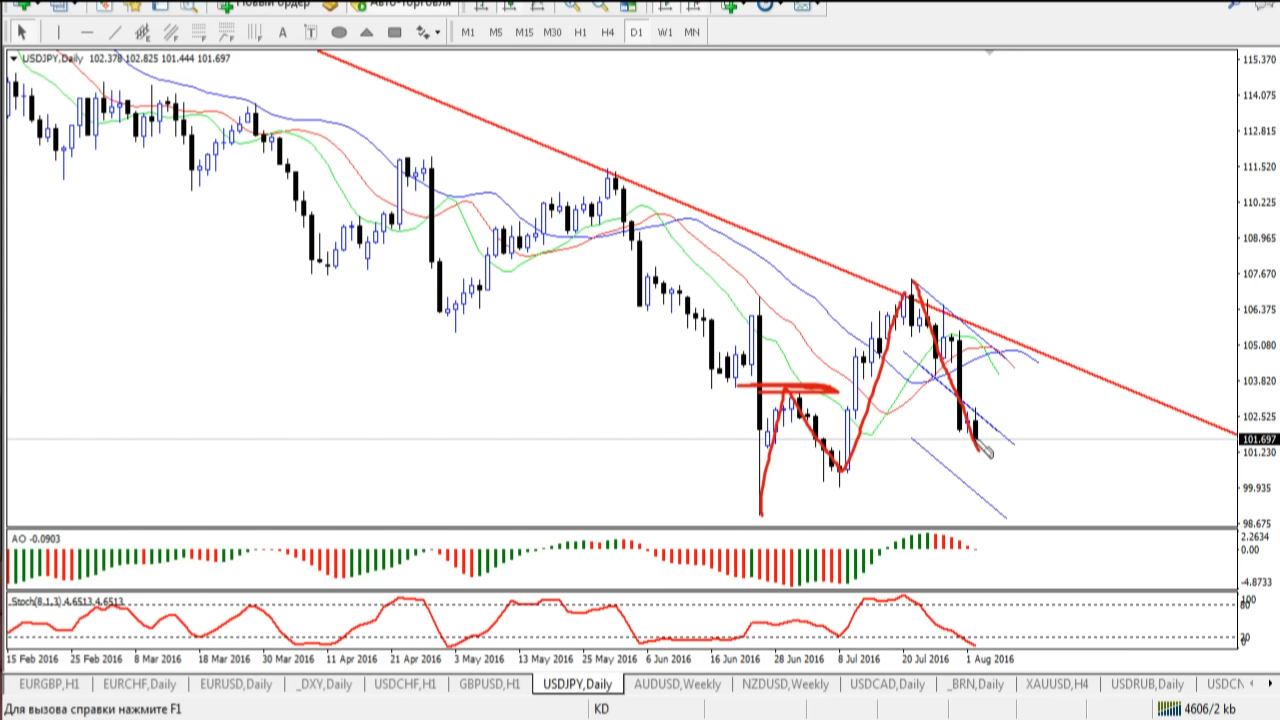 Новый ордер Авто-торговля
A T M1 M5 M15 M30 H1 H4 D1 W1 MN
USDJPY,Daily 102.378 102.825 101.444 101.697
115.370
114.075
112.815
111.520
110.225
108.965
107.670
106.375
105.080
103.820
102.525
101.697
101.230
99.935
98.675
AO -0.0903
2.2634
0.00
-4.8733
Stoch(8,1,3) 4.6513 4.6513
100
80
20
0
15 Feb 2016 25 Feb 2016 8 Mar 2016 18 Mar 2016 30 Mar 2016 11 Apr 2016 21 Apr 2016 3 May 2016 13 May 2016 25 May 2016 6 Jun 2016 16 Jun 2016 28 Jun 2016 8 Jul 2016 20 Jul 2016 1 Aug 2016
EURGBP,H1 EURCHF,Daily EURUSD,Daily _DXY,Daily USDCHF,H1 GBPUSD,H1 USDJPY,Daily AUDUSD,Weekly NZDUSD,Weekly USDCAD,Daily _BRN,Daily XAUUSD,H4 USDRUB,Daily USDCN
Для вызова справки нажмите F1 KD 4606/2 kb